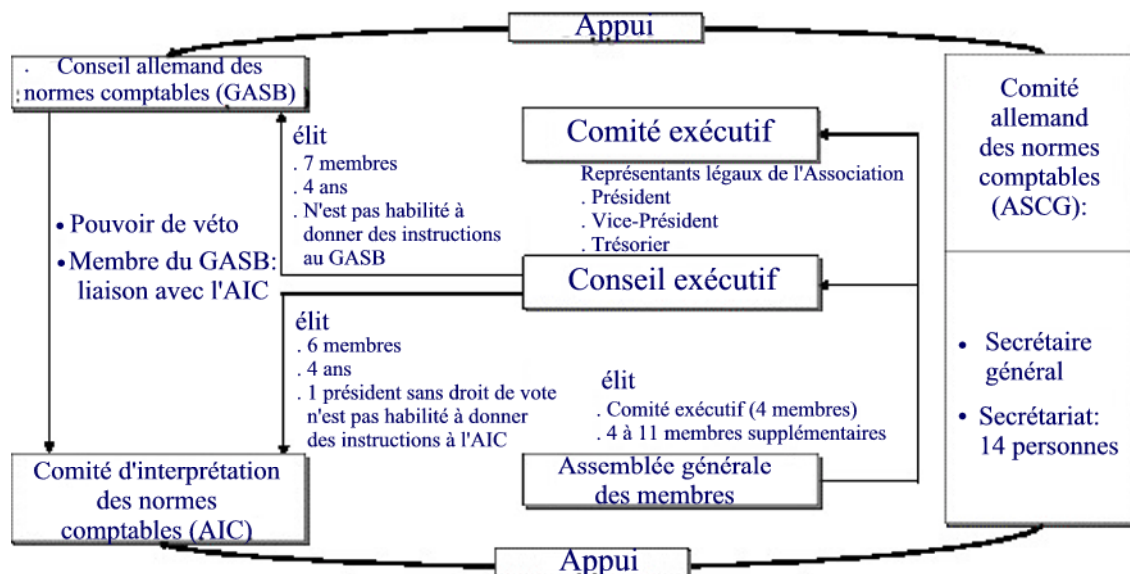 Appui
. Conseil allemand des
normes comptables (GASB)
élit
. 7 membres
. 4 ans
. N'est pas habilité à
donner des instructions
au GASB
• Pouvoir de véto
• Membre du GASB:
liaison avec l'AIC
Comité exécutif
Représentants légaux de l'Association
. Président
. Vice-Président
. Trésorier
Conseil exécutif
élit
. 6 membres
. 4 ans
. 1 président sans droit de vote
n'est pas habilité à donner
des instructions à l'AIC
élit
. Comité exécutif (4 membres)
. 4 à 11 membres supplémentaires
Assemblée générale
des membres
Comité d'interprétation
des normes
comptables (AIC)
Comité
allemand
des normes
comptables
(ASCG):
• Secrétaire
général
• Secrétariat:
14 personnes
Appui